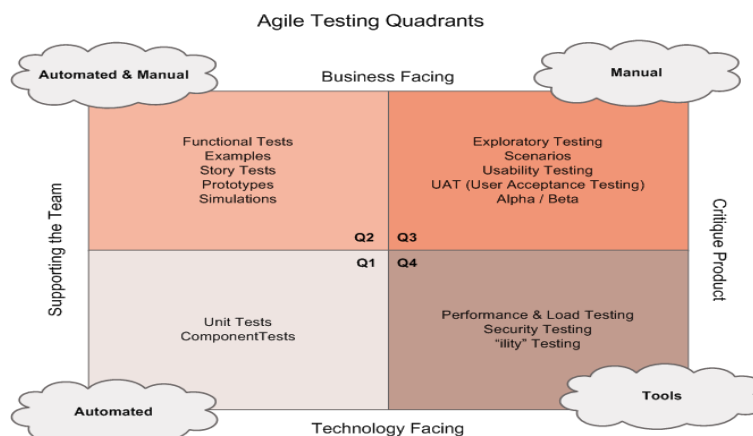 Agile Testing Quadrants
Automated & Manual
Business Facing
Manual
Functional Tests
Examples
Story Tests
Prototypes
Simulations
Exploratory Testing
Scenarios
Usability Testing
UAT (User Acceptance Testing)
Alpha / Beta
Supporting the Team
Critique Product
Q2
Q3
Q1
Q4
Unit Tests
ComponentTests
Performance & Load Testing
Security Testing
“ility” Testing
Automated
Technology Facing
Tools